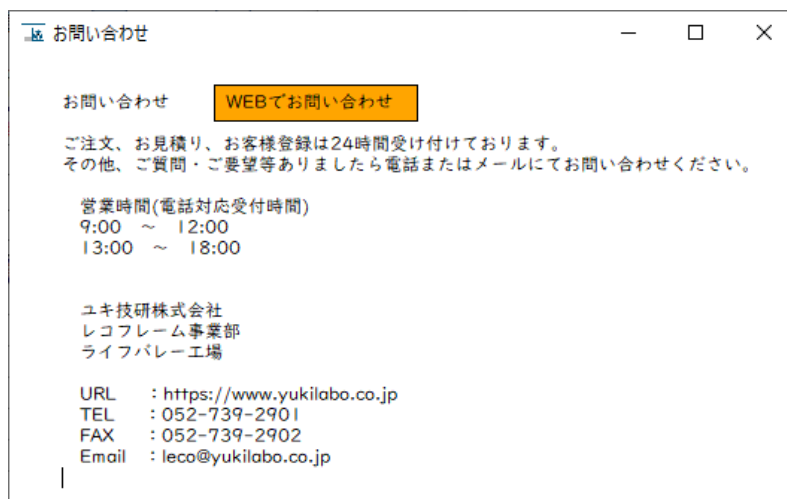 お問い合わせ
お問い合わせ WEBでお問い合わせ
ご注文、お見積り、お客様登録は24時間受け付けております。
その他、ご質問・ご要望等ありましたら電話またはメールにてお問い合わせください。
営業時間(電話対応受付時間)
9:00 ～ 12:00
13:00 ～ 18:00
ユキ技研株式会社
レコフレーム事業部
ライフバレー工場
URL ：https://www.yukilabo.co.jp
TEL ：052-739-2901
FAX ：052-739-2902
Email ：leco@yukilabo.co.jp